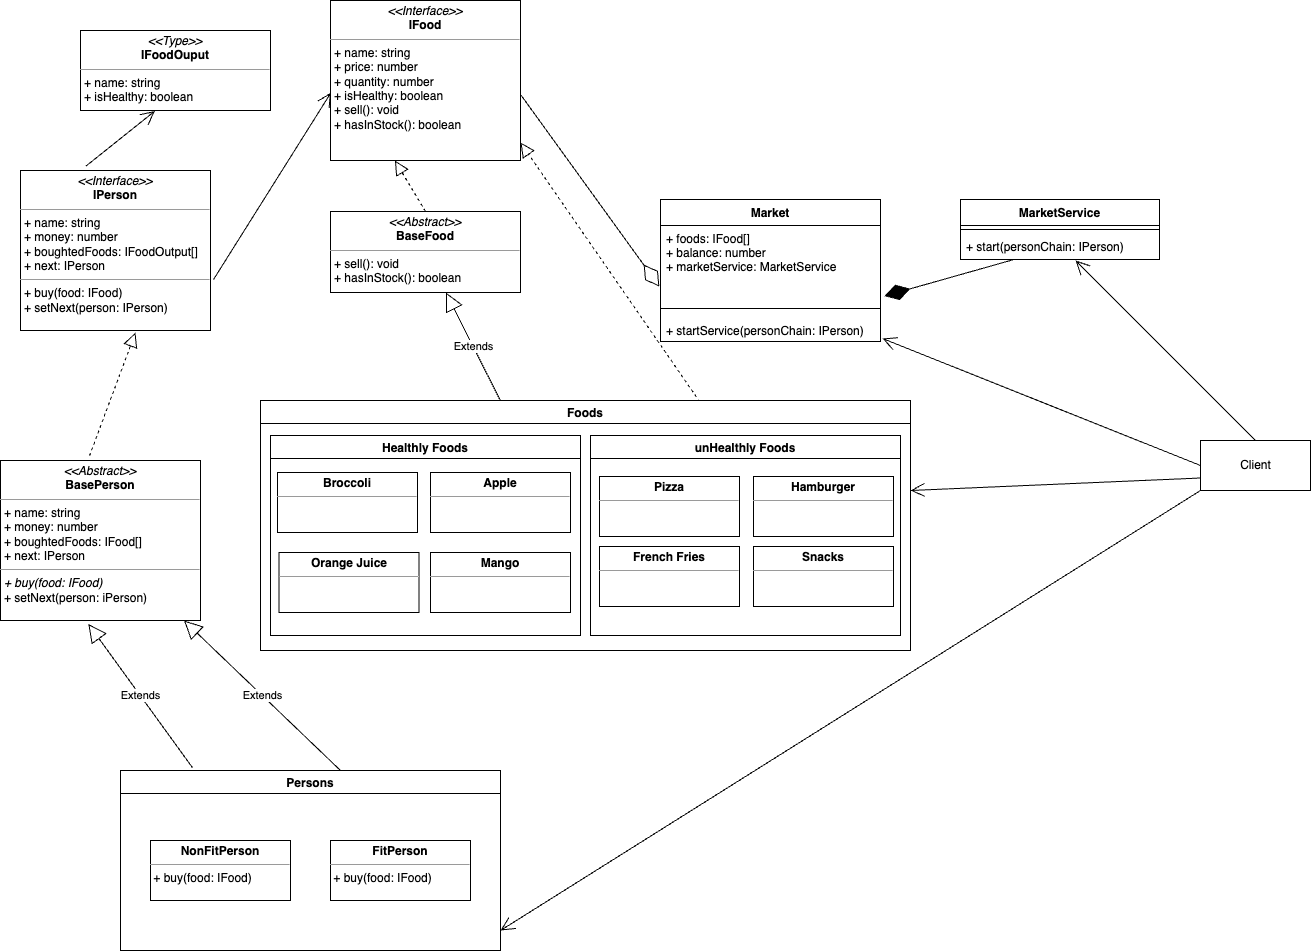 <<Type>>
IFoodOuput
+ name: string
+ isHealthy: boolean
<<Interface>>
IFood
+ name: string
+ price: number
+ quantity: number
+ isHealthy: boolean
+ sell(): void
+ hasInStock(): boolean
<<Interface>>
IPerson
+ name: string
+ money: number
+ boughtedFoods: IFoodOutput[]
+ next: IPerson
+ buy(food: IFood)
+ setNext(person: IPerson)
<<Abstract>>
BaseFood
+ sell(): void
+ hasInStock(): boolean
Market
+ foods: IFood[]
+ balance: number
+ marketService: MarketService
+ startService(personChain: IPerson)
MarketService
+ start(personChain: IPerson)
Extends
Foods
Healthly Foods
Broccoli
Apple
Orange Juice
Mango
unHealthly Foods
Pizza
Hamburger
French Fries
Snacks
Client
<<Abstract>>
BasePerson
+ name: string
+ money: number
+ boughtedFoods: IFood[]
+ next: IPerson
+ buy(food: IFood)
+ setNext(person: iPerson)
Extends
Extends
Persons
NonFitPerson
+ buy(food: IFood)
FitPerson
+ buy(food: IFood)